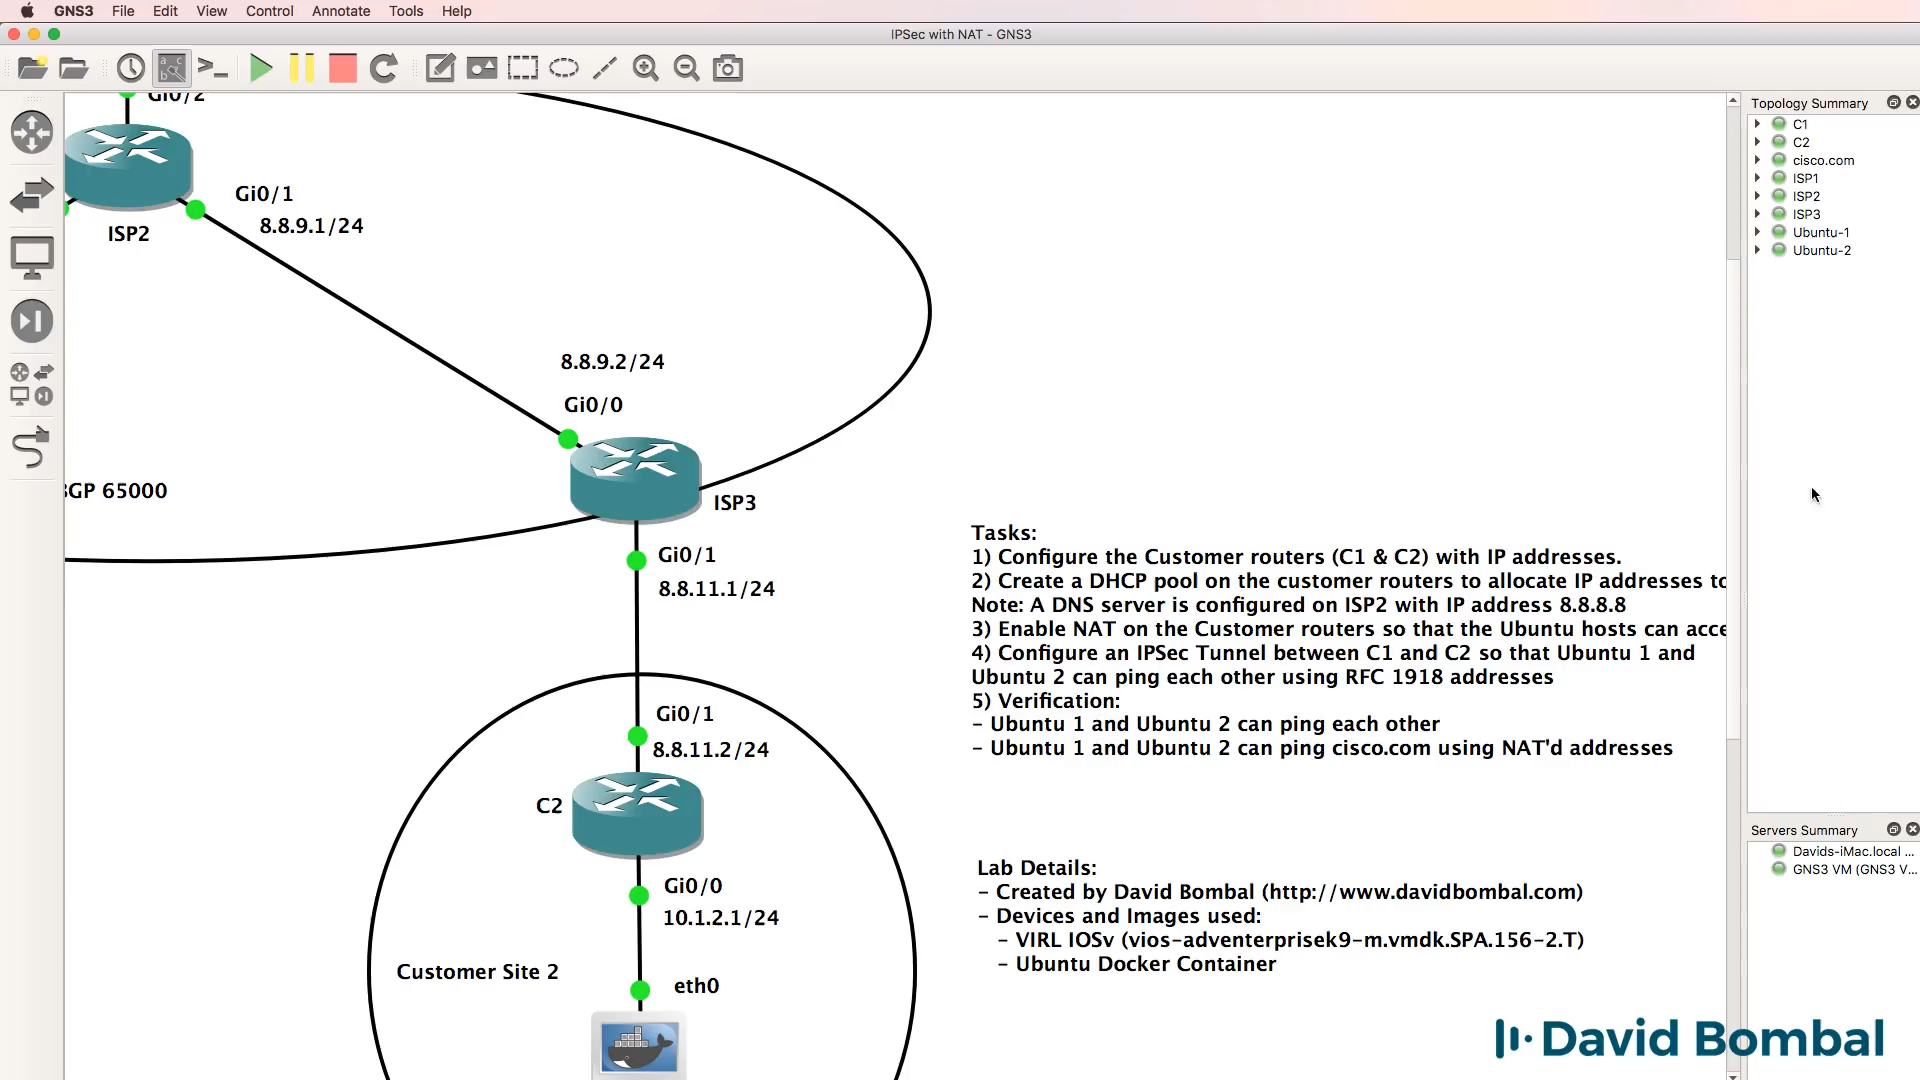 GNS3 File Edit View Control Annotate Tools Help
IPSec with NAT - GNS3
Gi0/2
Gi0/1
8.8.9.1/24
ISP2
8.8.9.2/24
Gi0/0
BGP 65000
ISP3
Gi0/1
8.8.11.1/24
Gi0/1
8.8.11.2/24
C2
Gi0/0
10.1.2.1/24
Customer Site 2
eth0
Tasks:
1) Configure the Customer routers (C1 & C2) with IP addresses.
2) Create a DHCP pool on the customer routers to allocate IP addresses to
Note: A DNS server is configured on ISP2 with IP address 8.8.8.8
3) Enable NAT on the Customer routers so that the Ubuntu hosts can acce
4) Configure an IPSec Tunnel between C1 and C2 so that Ubuntu 1 and
Ubuntu 2 can ping each other using RFC 1918 addresses
5) Verification:
- Ubuntu 1 and Ubuntu 2 can ping each other
- Ubuntu 1 and Ubuntu 2 can ping cisco.com using NAT'd addresses
Lab Details:
- Created by David Bombal (http://www.davidbombal.com)
- Devices and Images used:
- VIRL IOSv (vios-adventerprisek9-m.vmdk.SPA.156-2.T)
- Ubuntu Docker Container
Topology Summary
C1
C2
cisco.com
ISP1
ISP2
ISP3
Ubuntu-1
Ubuntu-2
Servers Summary
Davids-iMac.local ...
GNS3 VM (GNS3 V...
David Bombal